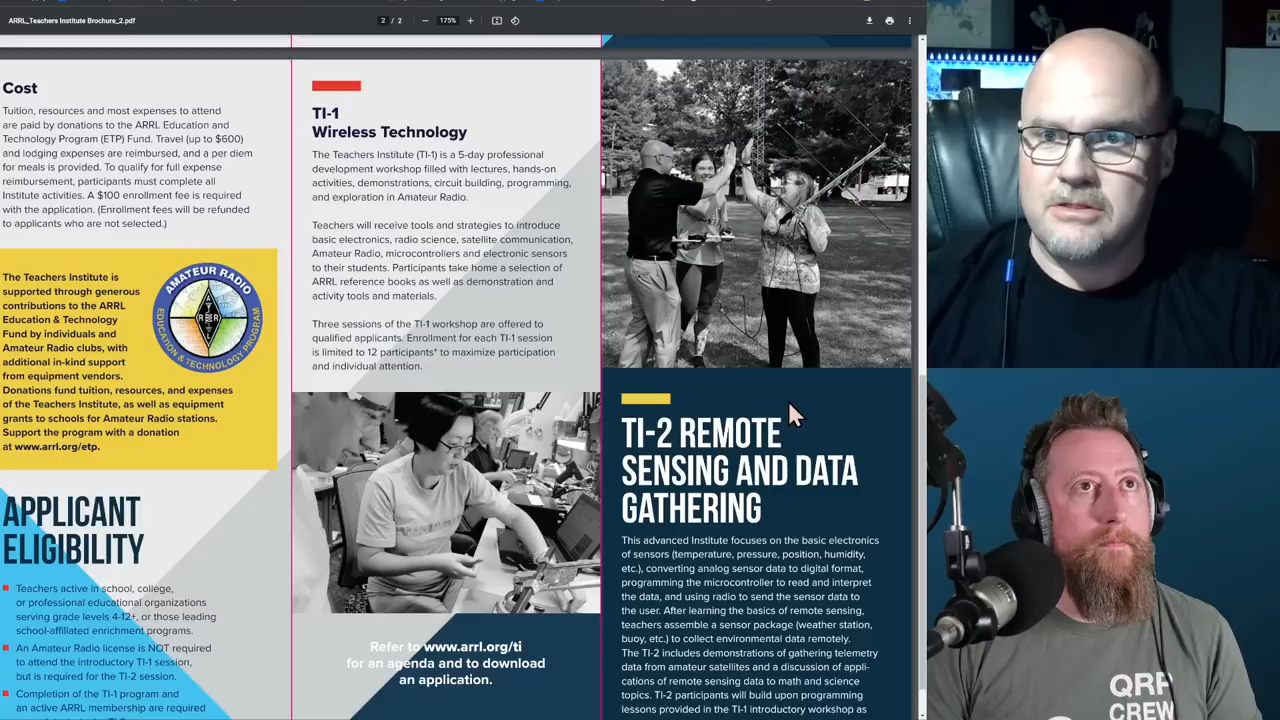 ARRL_Teachers Institute Brochure_2.pdf
2 / 2
175%
Cost
Tuition, resources and most expenses to attend
are paid by donations to the ARRL Education and
Technology Program (ETP) Fund. Travel (up to $600)
and lodging expenses are reimbursed, and a per diem
for meals is provided. To qualify for full expense
reimbursement, participants must complete all
Institute activities. A $100 enrollment fee is required
with the application. (Enrollment fees will be refunded
to applicants who are not selected.)
The Teachers Institute is
supported through generous
contributions to the ARRL
Education & Technology
Fund by individuals and
Amateur Radio clubs, with
additional in-kind support
from equipment vendors.
Donations fund tuition, resources, and expenses
of the Teachers Institute, as well as equipment
grants to schools for Amateur Radio stations.
Support the program with a donation
at www.arrl.org/etp.
AMATEUR RADIO
EDUCATION & TECHNOLOGY PROGRAM
APPLICANT
ELIGIBILITY
Teachers active in school, college,
or professional educational organizations
serving grade levels 4-12+, or those leading
school-affiliated enrichment programs.
An Amateur Radio license is NOT required
to attend the introductory TI-1 session,
but is required for the TI-2 session.
Completion of the TI-1 program and
an active ARRL membership are required
TI-1
Wireless Technology
The Teachers Institute (TI-1) is a 5-day professional
development workshop filled with lectures, hands-on
activities, demonstrations, circuit building, programming,
and exploration in Amateur Radio.
Teachers will receive tools and strategies to introduce
basic electronics, radio science, satellite communication,
Amateur Radio, microcontrollers and electronic sensors
to their students. Participants take home a selection of
ARRL reference books as well as demonstration and
activity tools and materials.
Three sessions of the TI-1 workshop are offered to
qualified applicants. Enrollment for each TI-1 session
is limited to 12 participants* to maximize participation
and individual attention.
Refer to www.arrl.org/ti
for an agenda and to download
an application.
TI-2 REMOTE
SENSING AND DATA
GATHERING
This advanced Institute focuses on the basic electronics
of sensors (temperature, pressure, position, humidity,
etc.), converting analog sensor data to digital format,
programming the microcontroller to read and interpret
the data, and using radio to send the sensor data to
the user. After learning the basics of remote sensing,
teachers assemble a sensor package (weather station,
buoy, etc.) to collect environmental data remotely.
The TI-2 includes demonstrations of gathering telemetry
data from amateur satellites and a discussion of appli-
cations of remote sensing data to math and science
topics. TI-2 participants will build upon programming
lessons provided in the TI-1 introductory workshop as
QRP
CREW